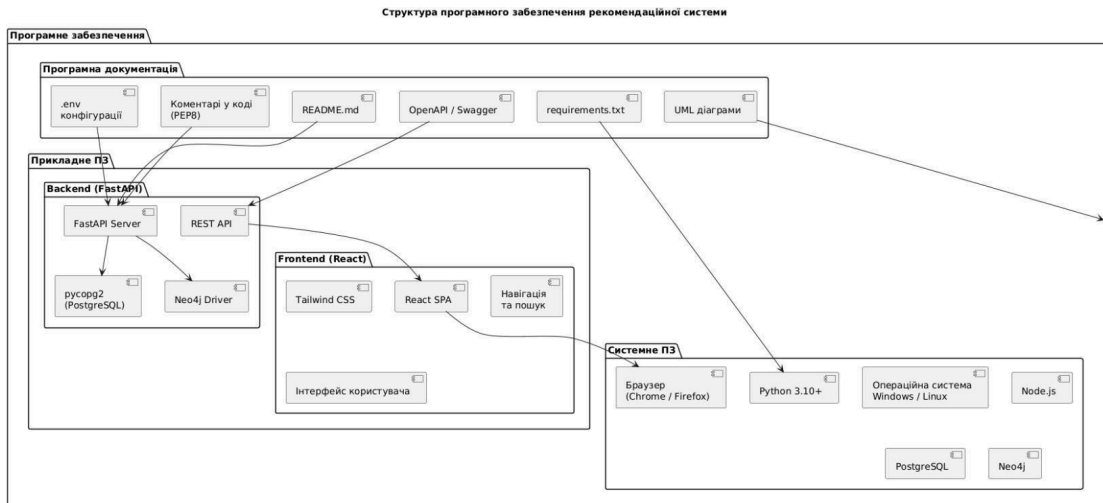 Структура програмного забезпечення рекомендаційної системи
Програмне забезпечення
Програмна документація
.env
конфігурації
Коментарі у коді
(PEP8)
README.md
OpenAPI / Swagger
requirements.txt
UML діаграми
Прикладне ПЗ
Backend (FastAPI)
FastAPI Server
REST API
pycopg2
(PostgreSQL)
Neo4j Driver
Frontend (React)
Tailwind CSS
React SPA
Навігація
та пошук
Інтерфейс користувача
Системне ПЗ
Браузер
(Chrome / Firefox)
Python 3.10+
Операційна система
Windows / Linux
Node.js
PostgreSQL
Neo4j